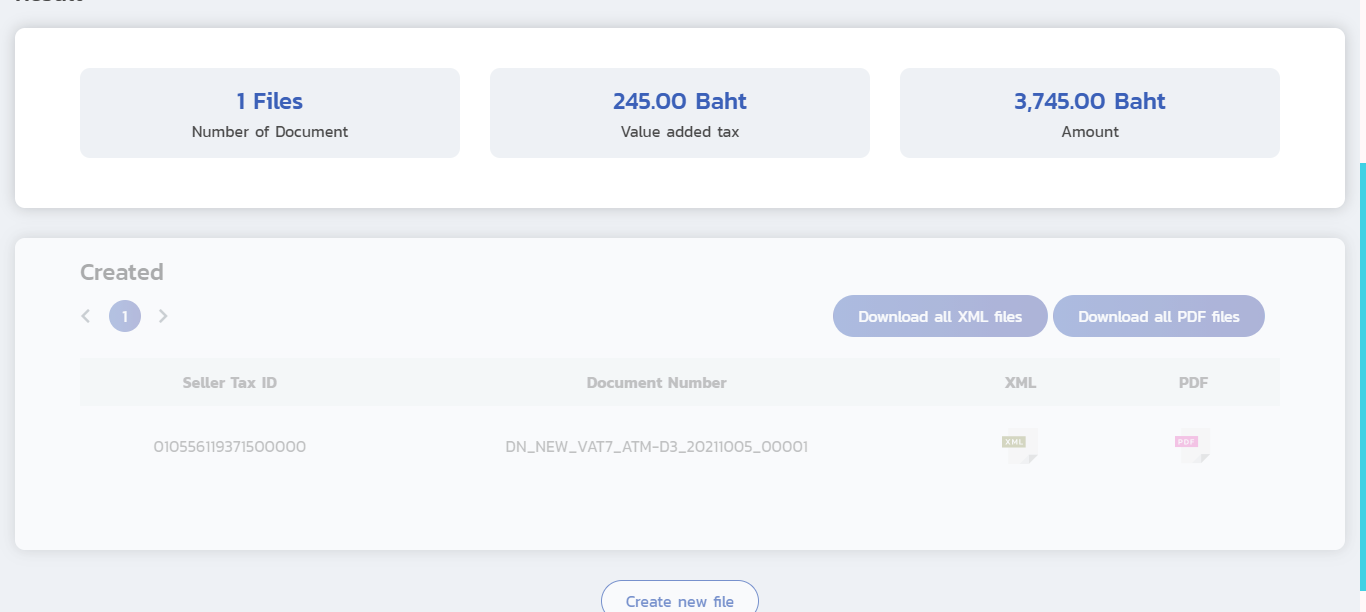 1 Files
Number of Document
245.00 Baht
Value added tax
3,745.00 Baht
Amount
Created
1
Download all XML files
Download all PDF files
Seller Tax ID
Document Number
XML
PDF
010556119371500000
DN_NEW_VAT7_ATM-D3_20211005_00001
XML
PDF
Create new file